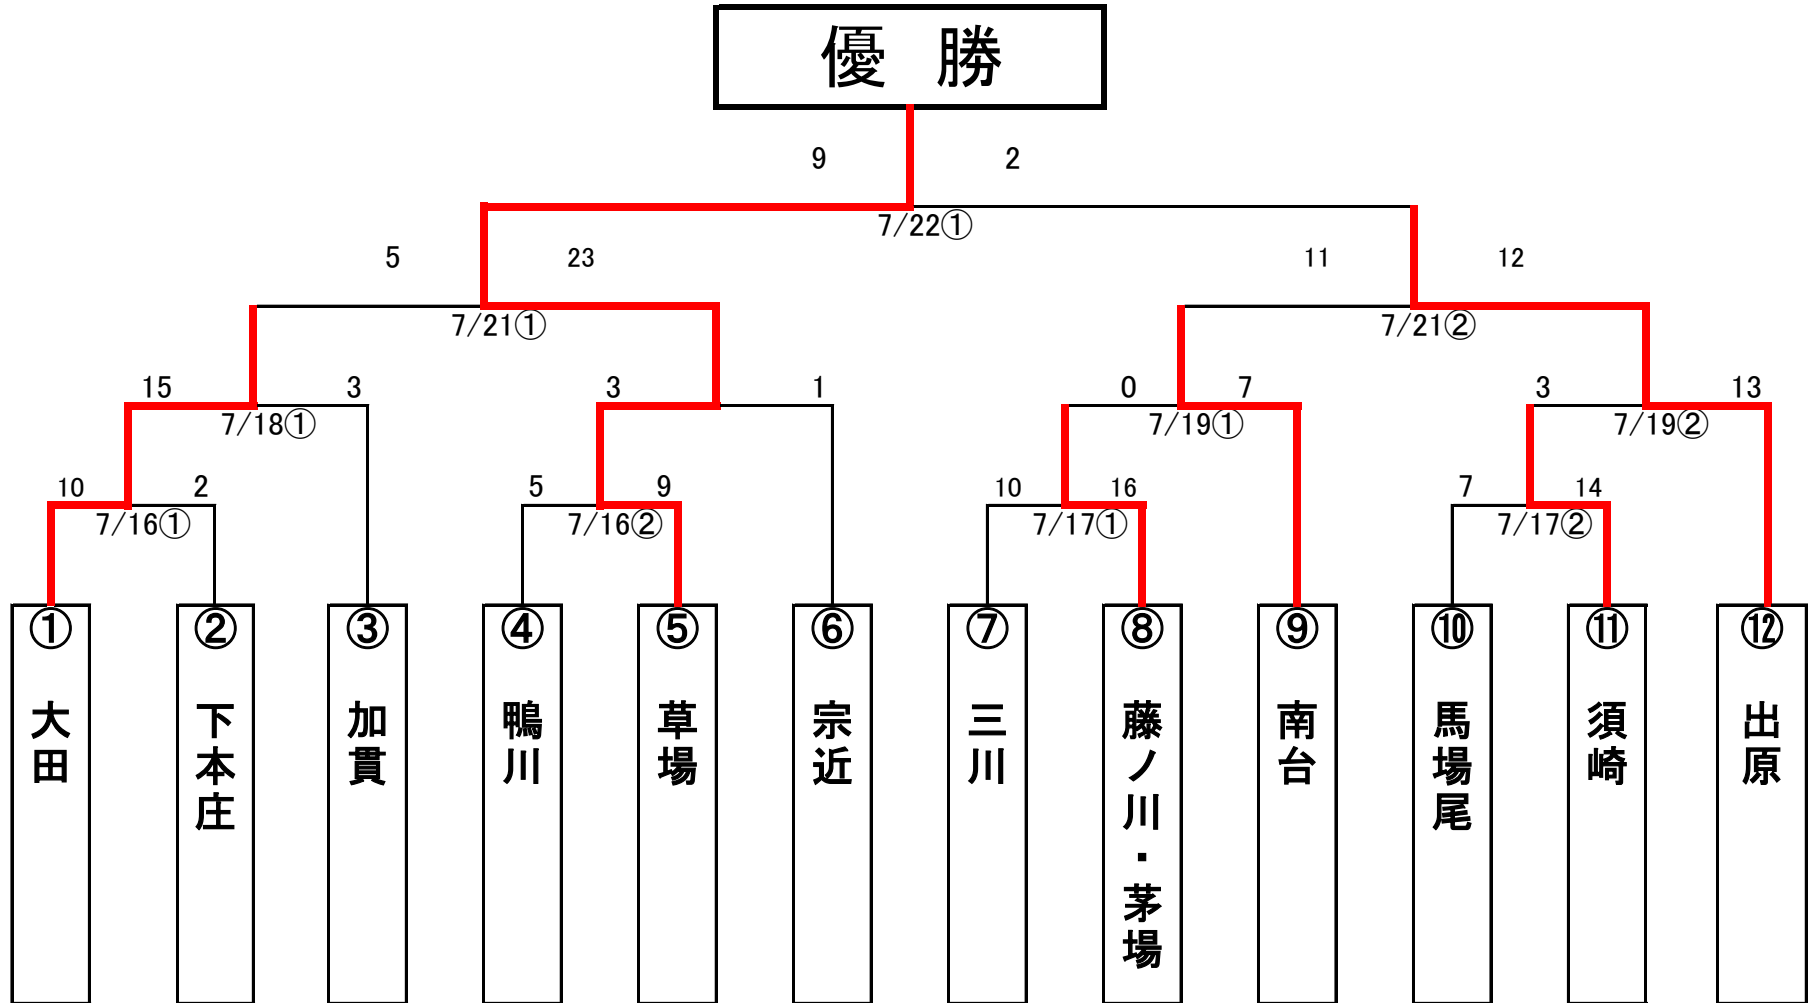 優 勝
9 2
7/22①
5 23 11 12
7/21① 7/21②
15 3 3 1 0 7 3 13
7/18① 7/19① 7/19②
10 2 5 9 10 16 7 14
7/16① 7/16② 7/17① 7/17②
① ② ③ ④ ⑤ ⑥ ⑦ ⑧ ⑨ ⑩ ⑪ ⑫
大田
下本庄
加貫
鴨川
草場
宗近
三川
藤ノ川・茅場
南台
馬場尾
須崎
出原